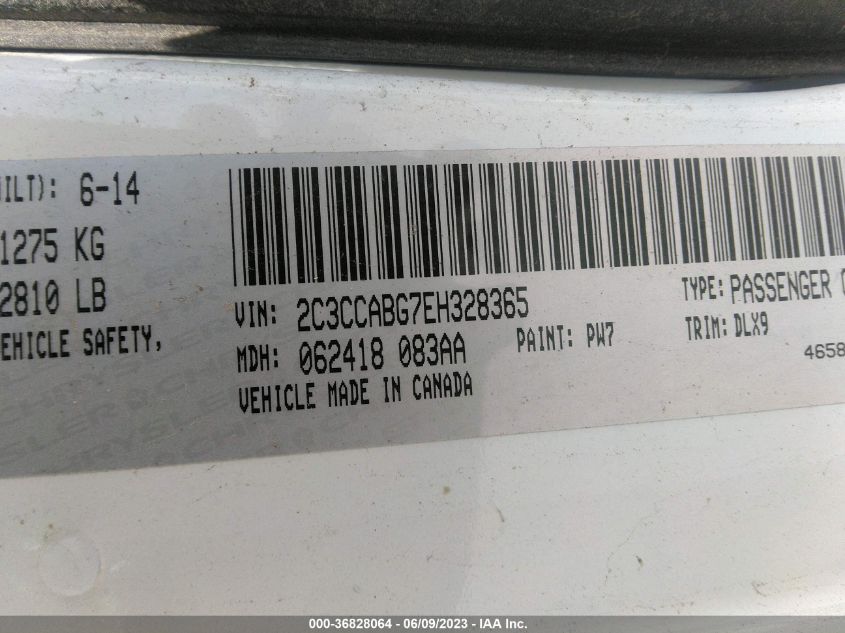 UILT): 6-14
1275 KG
2810 LB
EHICLE SAFETY,
VIN: 2C3CCABG7EH328365
TYPE: PASSENGER
MDH: 062418 083AA
PAINT: PW7
TRIM: DLX9
4658
VEHICLE MADE IN CANADA
000-36828064 - 06/09/2023 - IAA Inc.